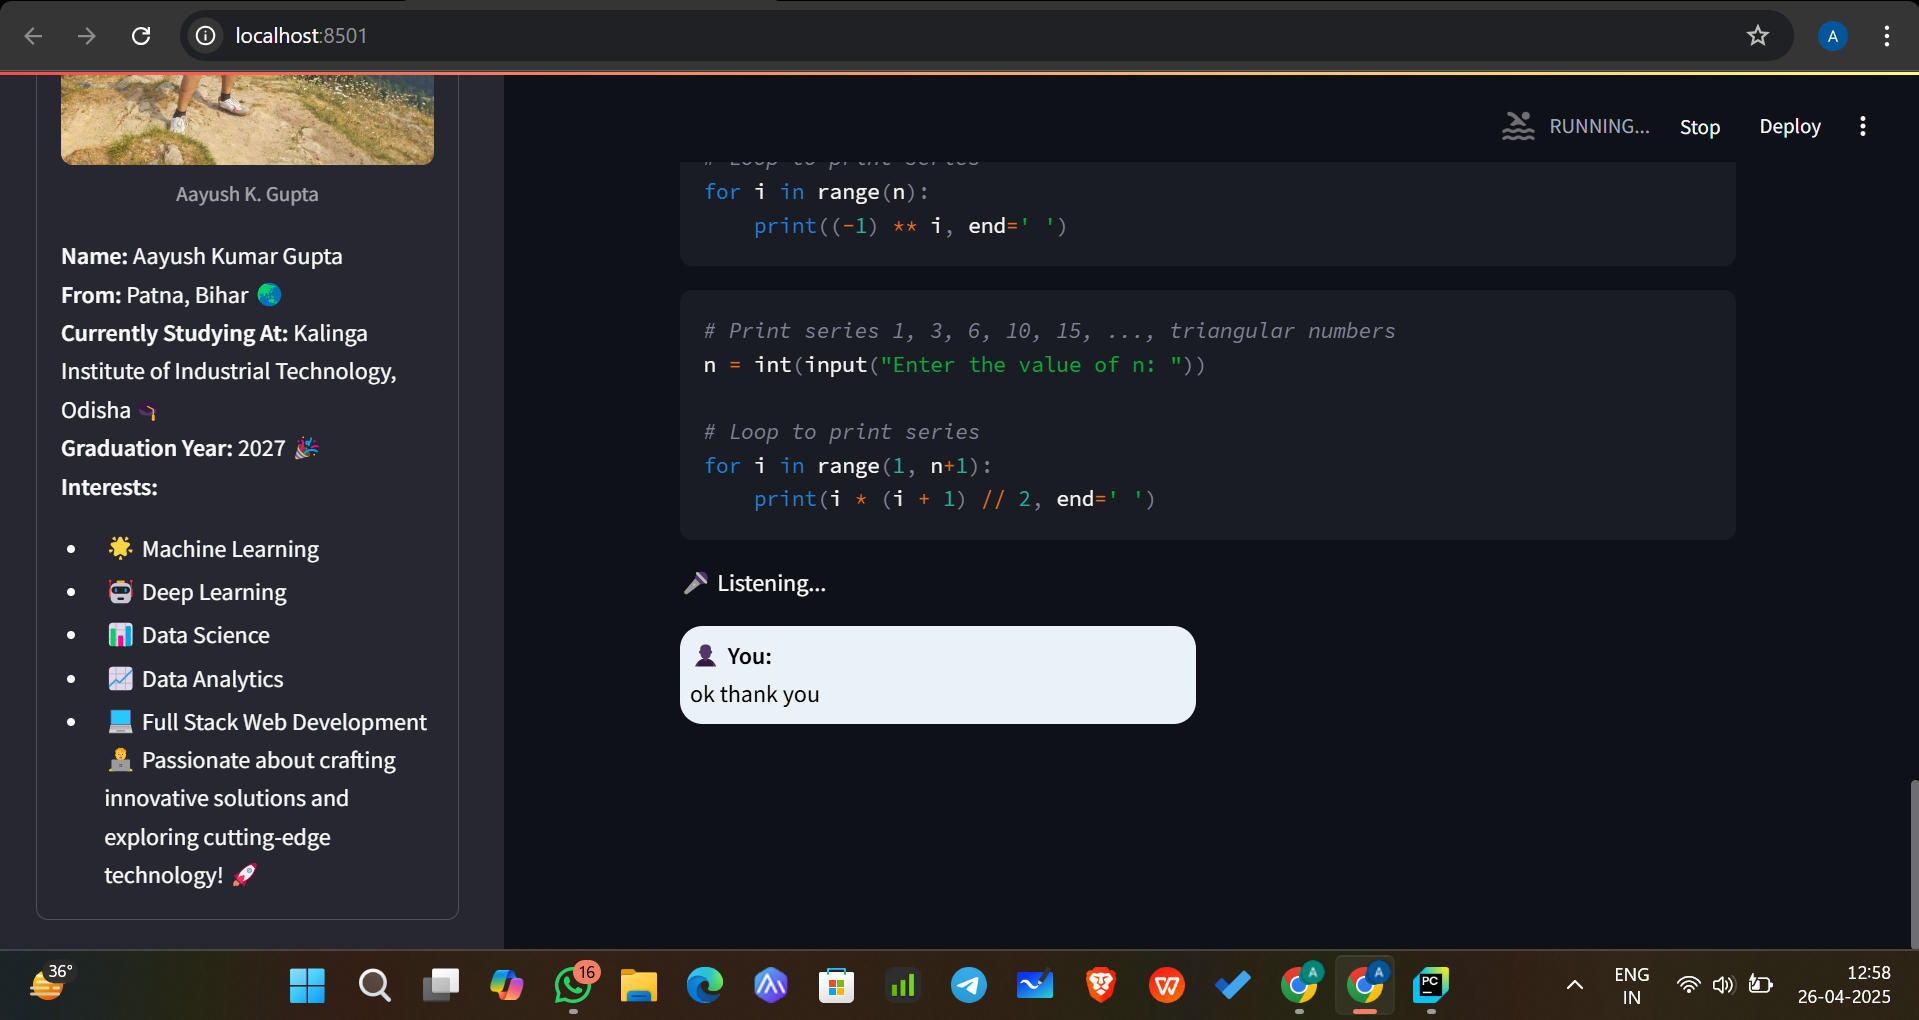 localhost:8501
A
RUNNING...
Stop
Deploy
Aayush K. Gupta
Name: Aayush Kumar Gupta
From: Patna, Bihar
Currently Studying At: Kalinga
Institute of Industrial Technology,
Odisha
Graduation Year: 2027
Interests:
Machine Learning
Deep Learning
Data Science
Data Analytics
Full Stack Web Development
Passionate about crafting
innovative solutions and
exploring cutting-edge
technology!
# Loop to print series
for i in range(n):
    print((-1) ** i, end=' ')
# Print series 1, 3, 6, 10, 15, ..., triangular numbers
n = int(input("Enter the value of n: "))
# Loop to print series
for i in range(1, n+1):
    print(i * (i + 1) // 2, end=' ')
Listening...
You:
ok thank you
36°
16
W
A
A
PC
ENG
IN
12:58
26-04-2025